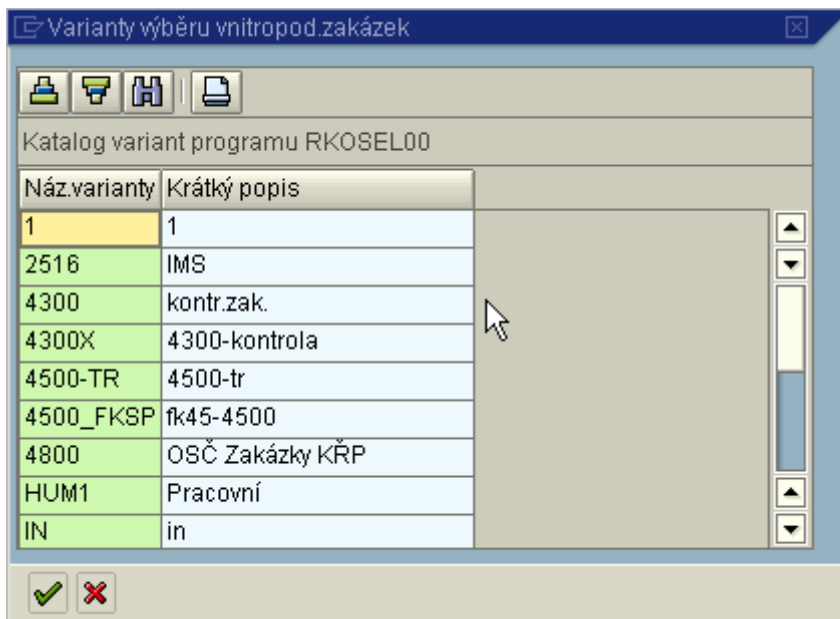 Varianty výběru vnitropod.zakázek
Katalog variant programu RKOSEL00
Náz.varianty Krátký popis
1 1
2516 IMS
4300 kontr.zak.
4300X 4300-kontrola
4500-TR 4500-tr
4500_FKSP fk45-4500
4800 OSČ Zakázky KŘP
HUM1 Pracovní
IN in